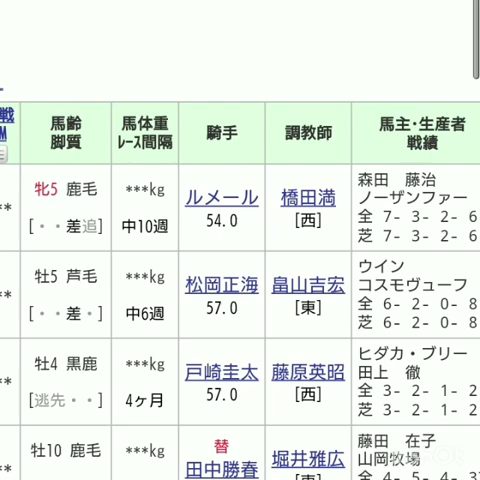 戦 馬齢 馬体重 騎手 調教師 馬主・生産者
M 脚質 ﾚｰｽ間隔 戦績
** 牝5 鹿毛 ***kg ルメール 橋田満 森田 藤治
ノーザンファー
[・・差追] 中10週 54.0 [西] 全 7- 3- 2- 6
芝 7- 3- 2- 6
** 牡5 芦毛 ***kg 松岡正海 畠山吉宏 ウイン
コスモヴューフ
[・・差・] 中6週 57.0 [東] 全 6- 2- 0- 8
芝 6- 2- 0- 8
** 牡4 黒鹿 ***kg 戸崎圭太 藤原英昭 ヒダカ・ブリー
田上 徹
[逃先・・] 4ヶ月 57.0 [西] 全 3- 2- 1- 2
芝 3- 2- 1- 2
** 牡10 鹿毛 ***kg 替 田中勝春 堀井雅広 藤田 在子
山岡牧場